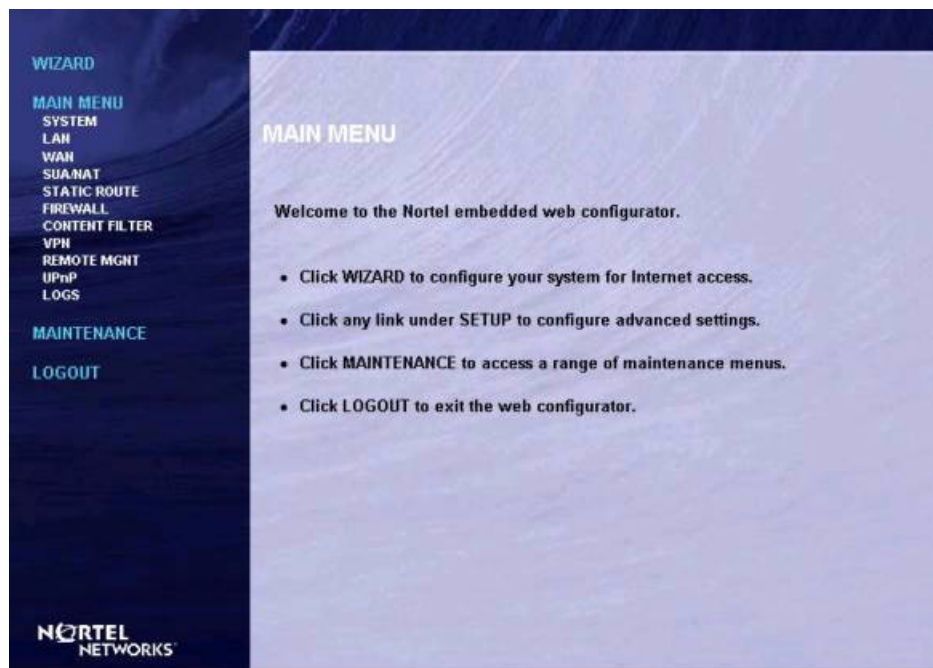 WIZARD
MAIN MENU
SYSTEM
LAN
WAN
SUA/NAT
STATIC ROUTE
FIREWALL
CONTENT FILTER
VPN
REMOTE MGNT
UPnP
LOGS
MAINTENANCE
LOGOUT
NORTEL
NETWORKS
MAIN MENU
Welcome to the Nortel embedded web configurator.
• Click WIZARD to configure your system for Internet access.
• Click any link under SETUP to configure advanced settings.
• Click MAINTENANCE to access a range of maintenance menus.
• Click LOGOUT to exit the web configurator.